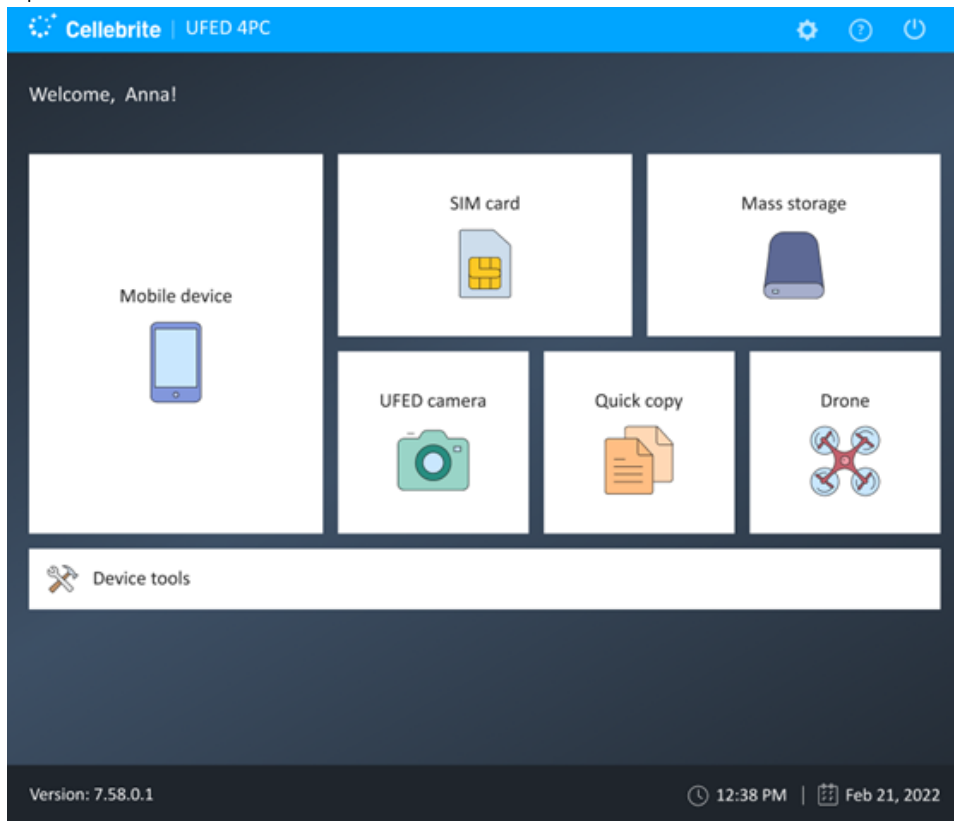 Cellebrite | UFED 4PC
Welcome, Anna!
Mobile device
SIM card
Mass storage
UFED camera
Quick copy
Drone
Device tools
Version: 7.58.0.1
12:38 PM | Feb 21, 2022